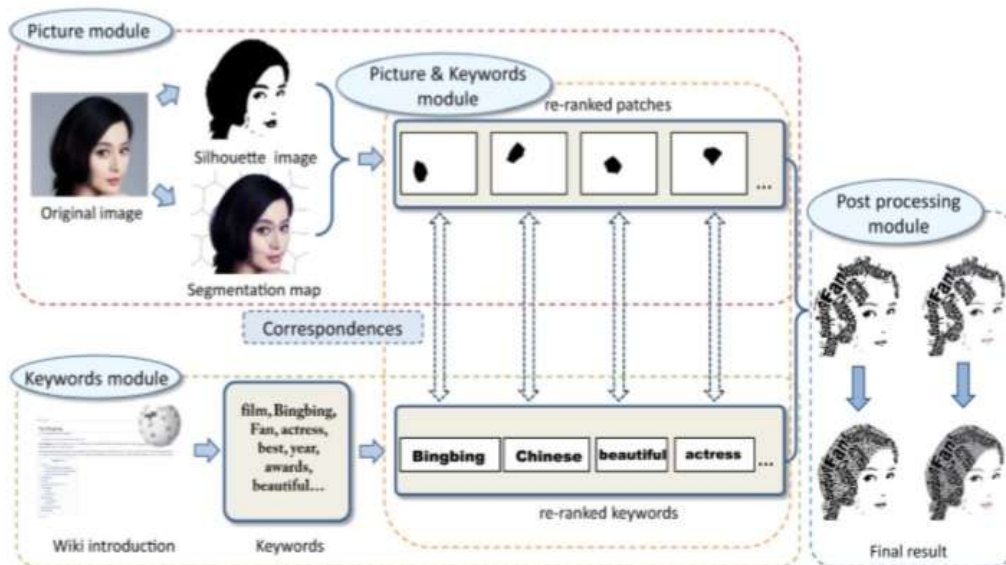 Picture module
Picture & Keywords
module
re-ranked patches
Silhouette image
Original image
...
Segmentation map
Post processing
module
Correspondences
Keywords module
film, Bingbing,
Fan, actress,
best, year,
awards,
beautiful...
Bingbing
Chinese
beautiful
actress
...
re-ranked keywords
Wiki introduction
Keywords
Fan
Fan
Final result